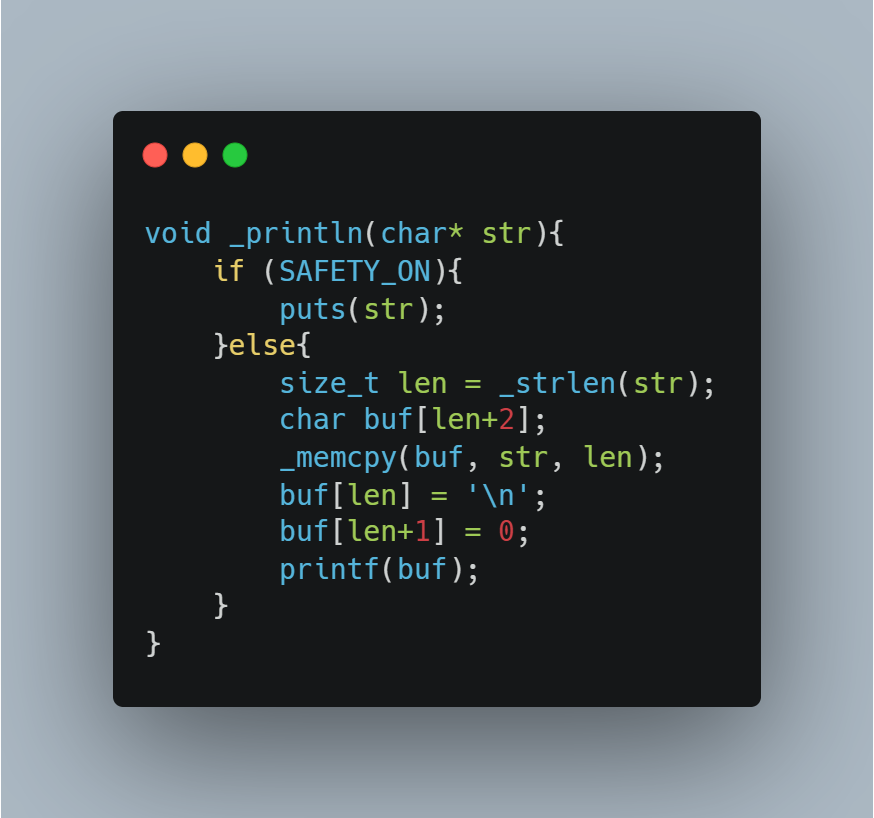 void _println(char* str){
    if (SAFETY_ON){
        puts(str);
    }else{
        size_t len = _strlen(str);
        char buf[len+2];
        _memcpy(buf, str, len);
        buf[len] = '\n';
        buf[len+1] = 0;
        printf(buf);
    }
}